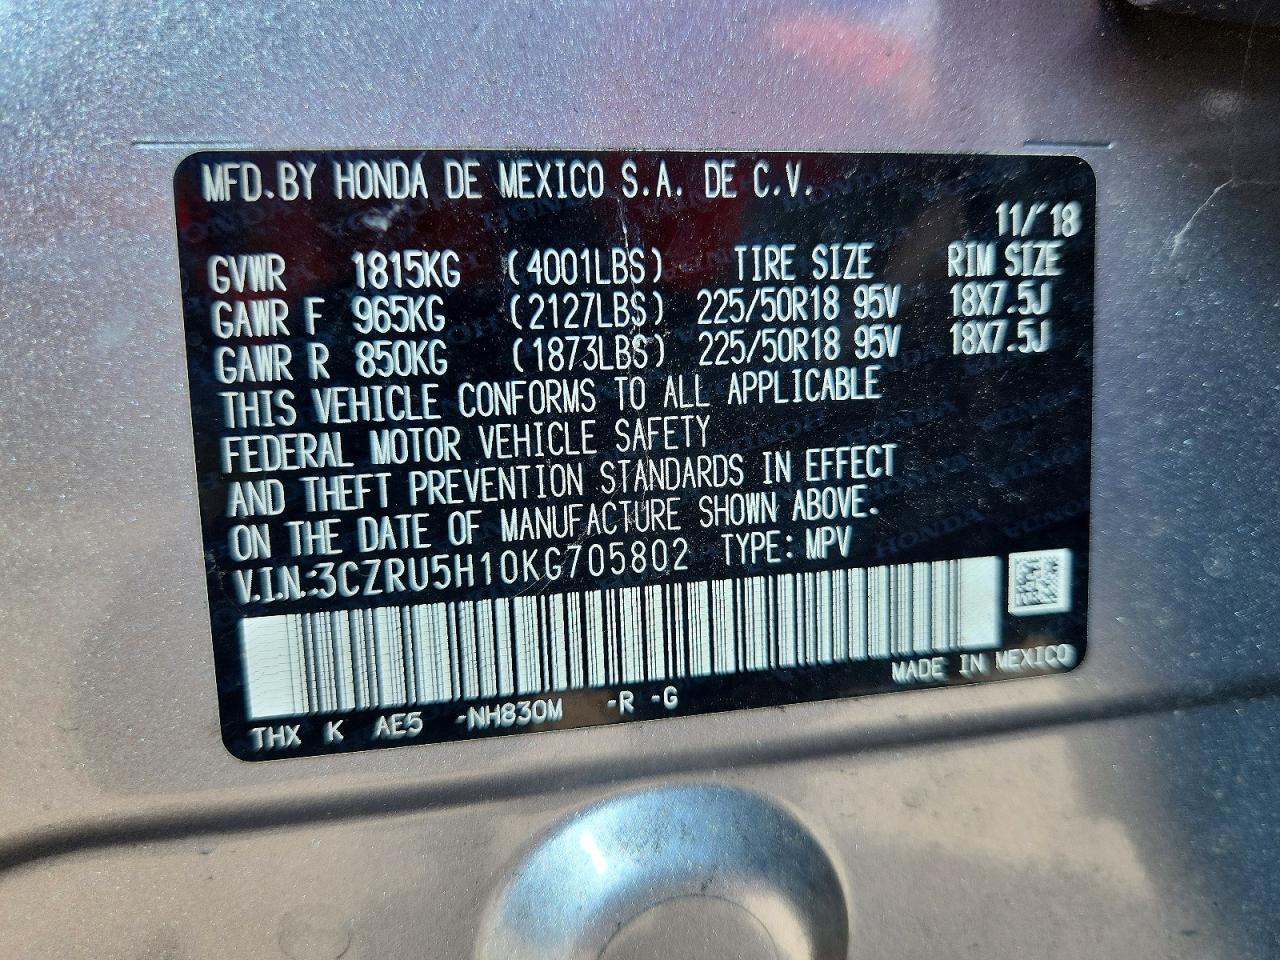 MFD.BY HONDA DE MEXICO S.A. DE C.V.
11/'18
GVWR 1815KG (4001LBS) TIRE SIZE RIM SIZE
GAWR F 965KG (2127LBS) 225/50R18 95V 18X7.5J
GAWR R 850KG (1873LBS) 225/50R18 95V 18X7.5J
THIS VEHICLE CONFORMS TO ALL APPLICABLE
FEDERAL MOTOR VEHICLE SAFETY
AND THEFT PREVENTION STANDARDS IN EFFECT
ON THE DATE OF MANUFACTURE SHOWN ABOVE.
V.I.N.:3CZRU5H10KG705802 TYPE: MPV
MADE IN MEXICO
THX K AE5 -NH830M -R -G